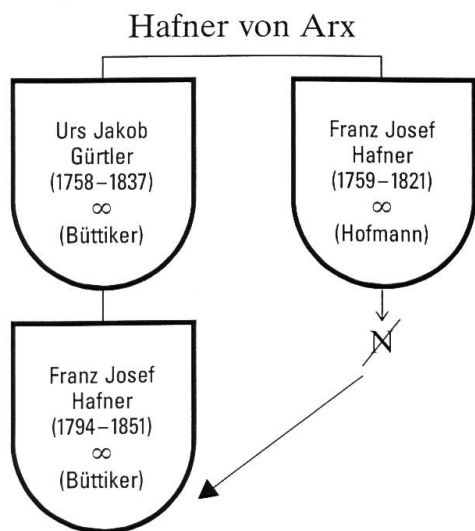 Hafner von Arx
Urs Jakob
Gürtler
(1758–1837)
∞
(Büttiker)
Franz Josef
Hafner
(1759–1821)
∞
(Hofmann)
N
Franz Josef
Hafner
(1794–1851)
∞
(Büttiker)